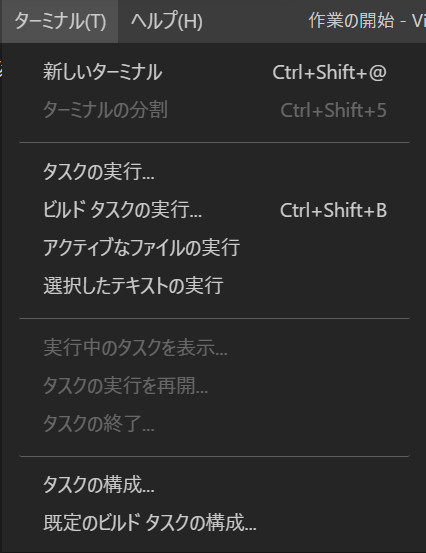 ターミナル(T) ヘルプ(H) 作業の開始 - Vi
新しいターミナル Ctrl+Shift+@
ターミナルの分割 Ctrl+Shift+5
タスクの実行...
ビルド タスクの実行... Ctrl+Shift+B
アクティブなファイルの実行
選択したテキストの実行
実行中のタスクを表示...
タスクの実行を再開...
タスクの終了...
タスクの構成...
既定のビルド タスクの構成...